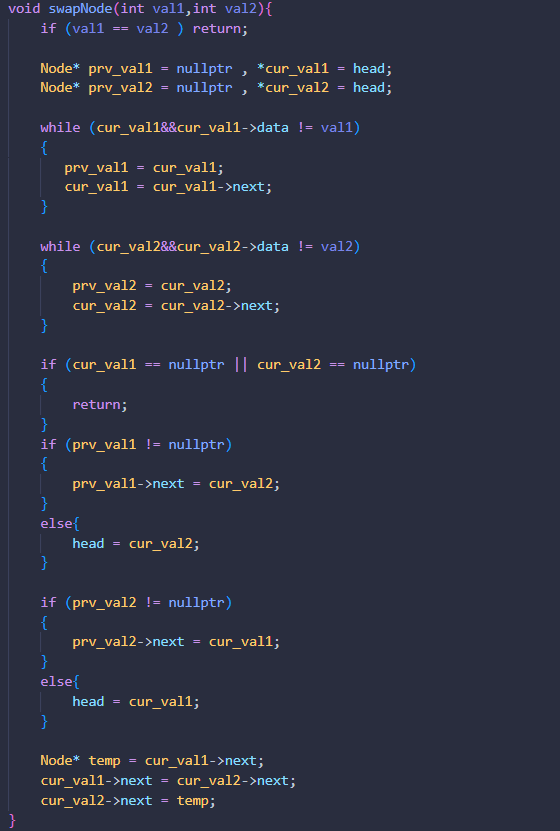 void swapNode(int val1,int val2){
    if (val1 == val2 ) return;

    Node* prv_val1 = nullptr , *cur_val1 = head;
    Node* prv_val2 = nullptr , *cur_val2 = head;

    while (cur_val1&&cur_val1->data != val1)
    {
       prv_val1 = cur_val1;
       cur_val1 = cur_val1->next;
    }

    while (cur_val2&&cur_val2->data != val2)
    {
        prv_val2 = cur_val2;
        cur_val2 = cur_val2->next;
    }

    if (cur_val1 == nullptr || cur_val2 == nullptr)
    {
        return;
    }
    if (prv_val1 != nullptr)
    {
        prv_val1->next = cur_val2;
    }
    else{
        head = cur_val2;
    }

    if (prv_val2 != nullptr)
    {
        prv_val2->next = cur_val1;
    }
    else{
        head = cur_val1;
    }

    Node* temp = cur_val1->next;
    cur_val1->next = cur_val2->next;
    cur_val2->next = temp;
}